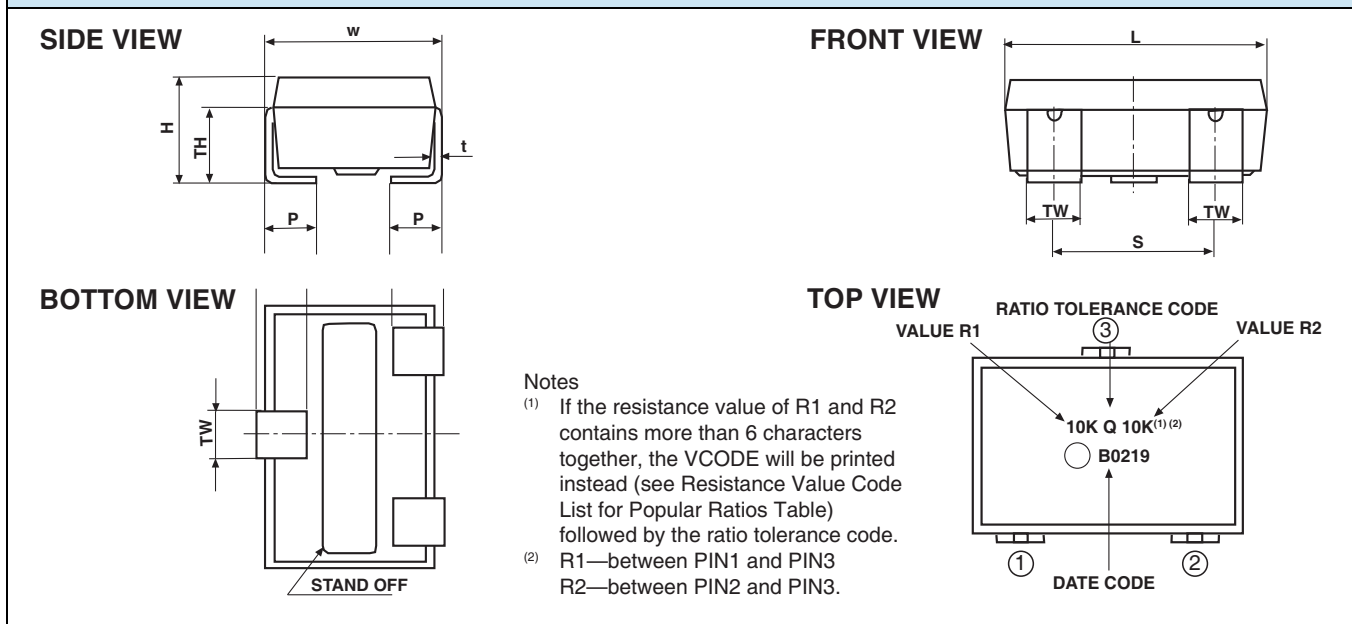 SIDE VIEW
w
H
TH
t
P
P
FRONT VIEW
L
TW
TW
S
BOTTOM VIEW
TW
STAND OFF
Notes
(1) If the resistance value of R1 and R2
contains more than 6 characters
together, the VCODE will be printed
instead (see Resistance Value Code
List for Popular Ratios Table)
followed by the ratio tolerance code.
(2) R1—between PIN1 and PIN3
R2—between PIN2 and PIN3.
TOP VIEW
RATIO TOLERANCE CODE
VALUE R1
3
VALUE R2
10K Q 10K(1) (2)
B0219
1
2
DATE CODE